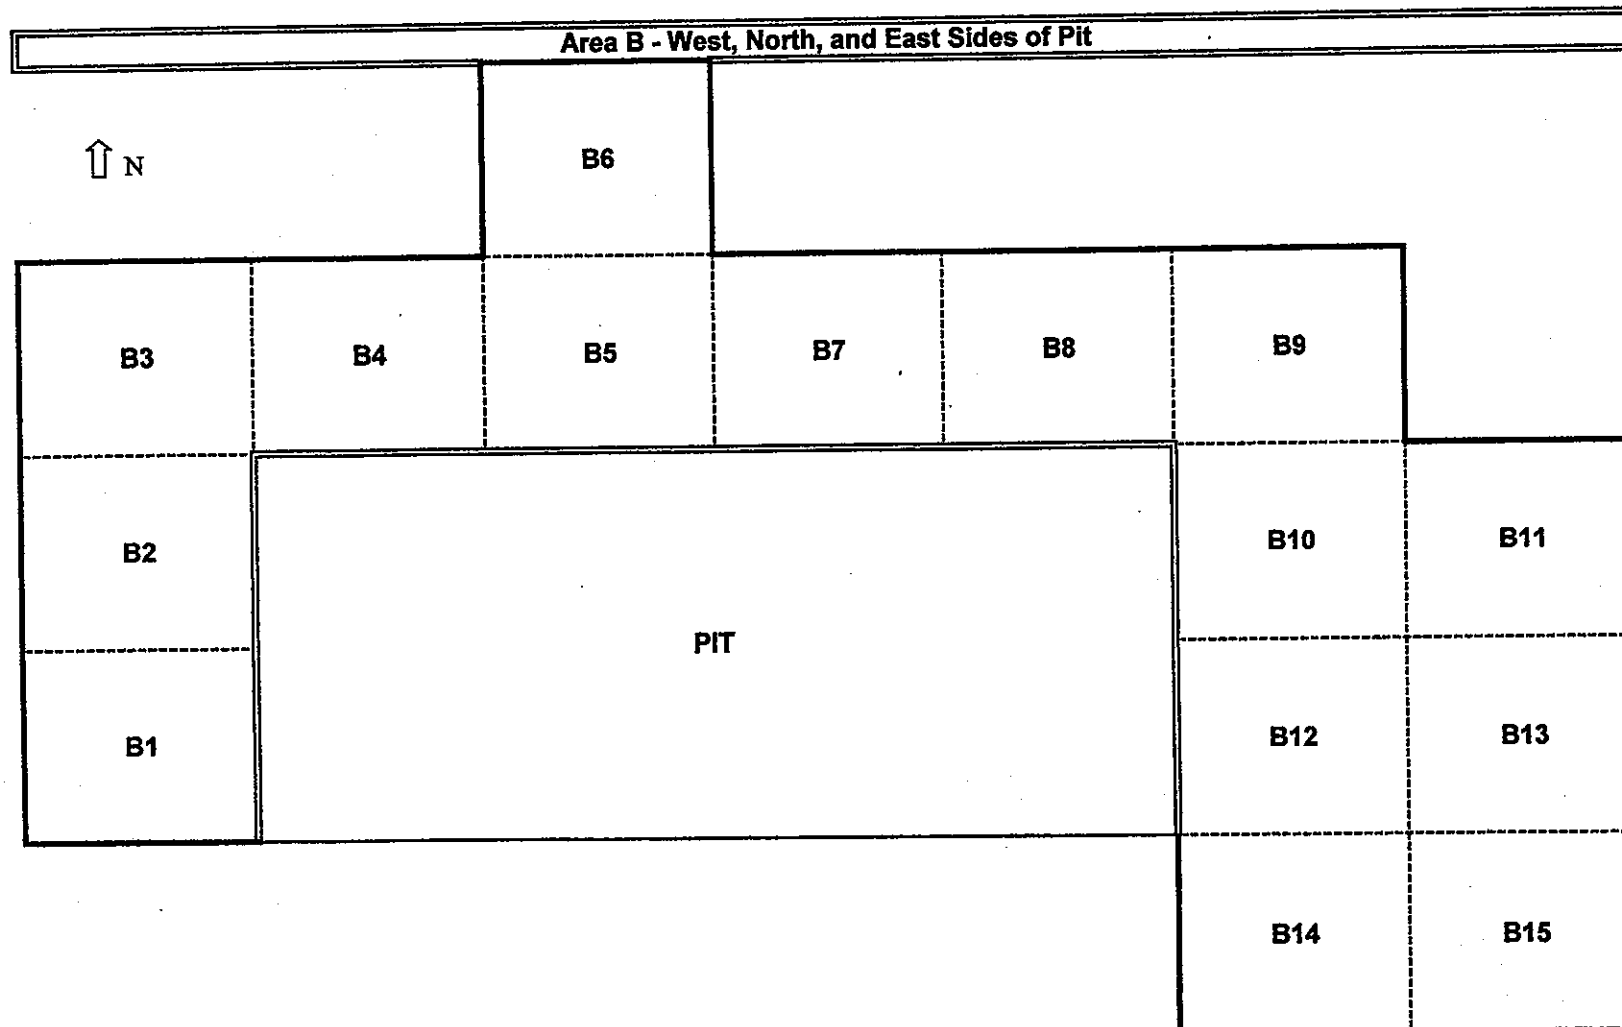 Area B - West, North, and East Sides of Pit
N
B6
B3 B4 B5 B7 B8 B9
B2 B10 B11
PIT
B1 B12 B13
B14 B15